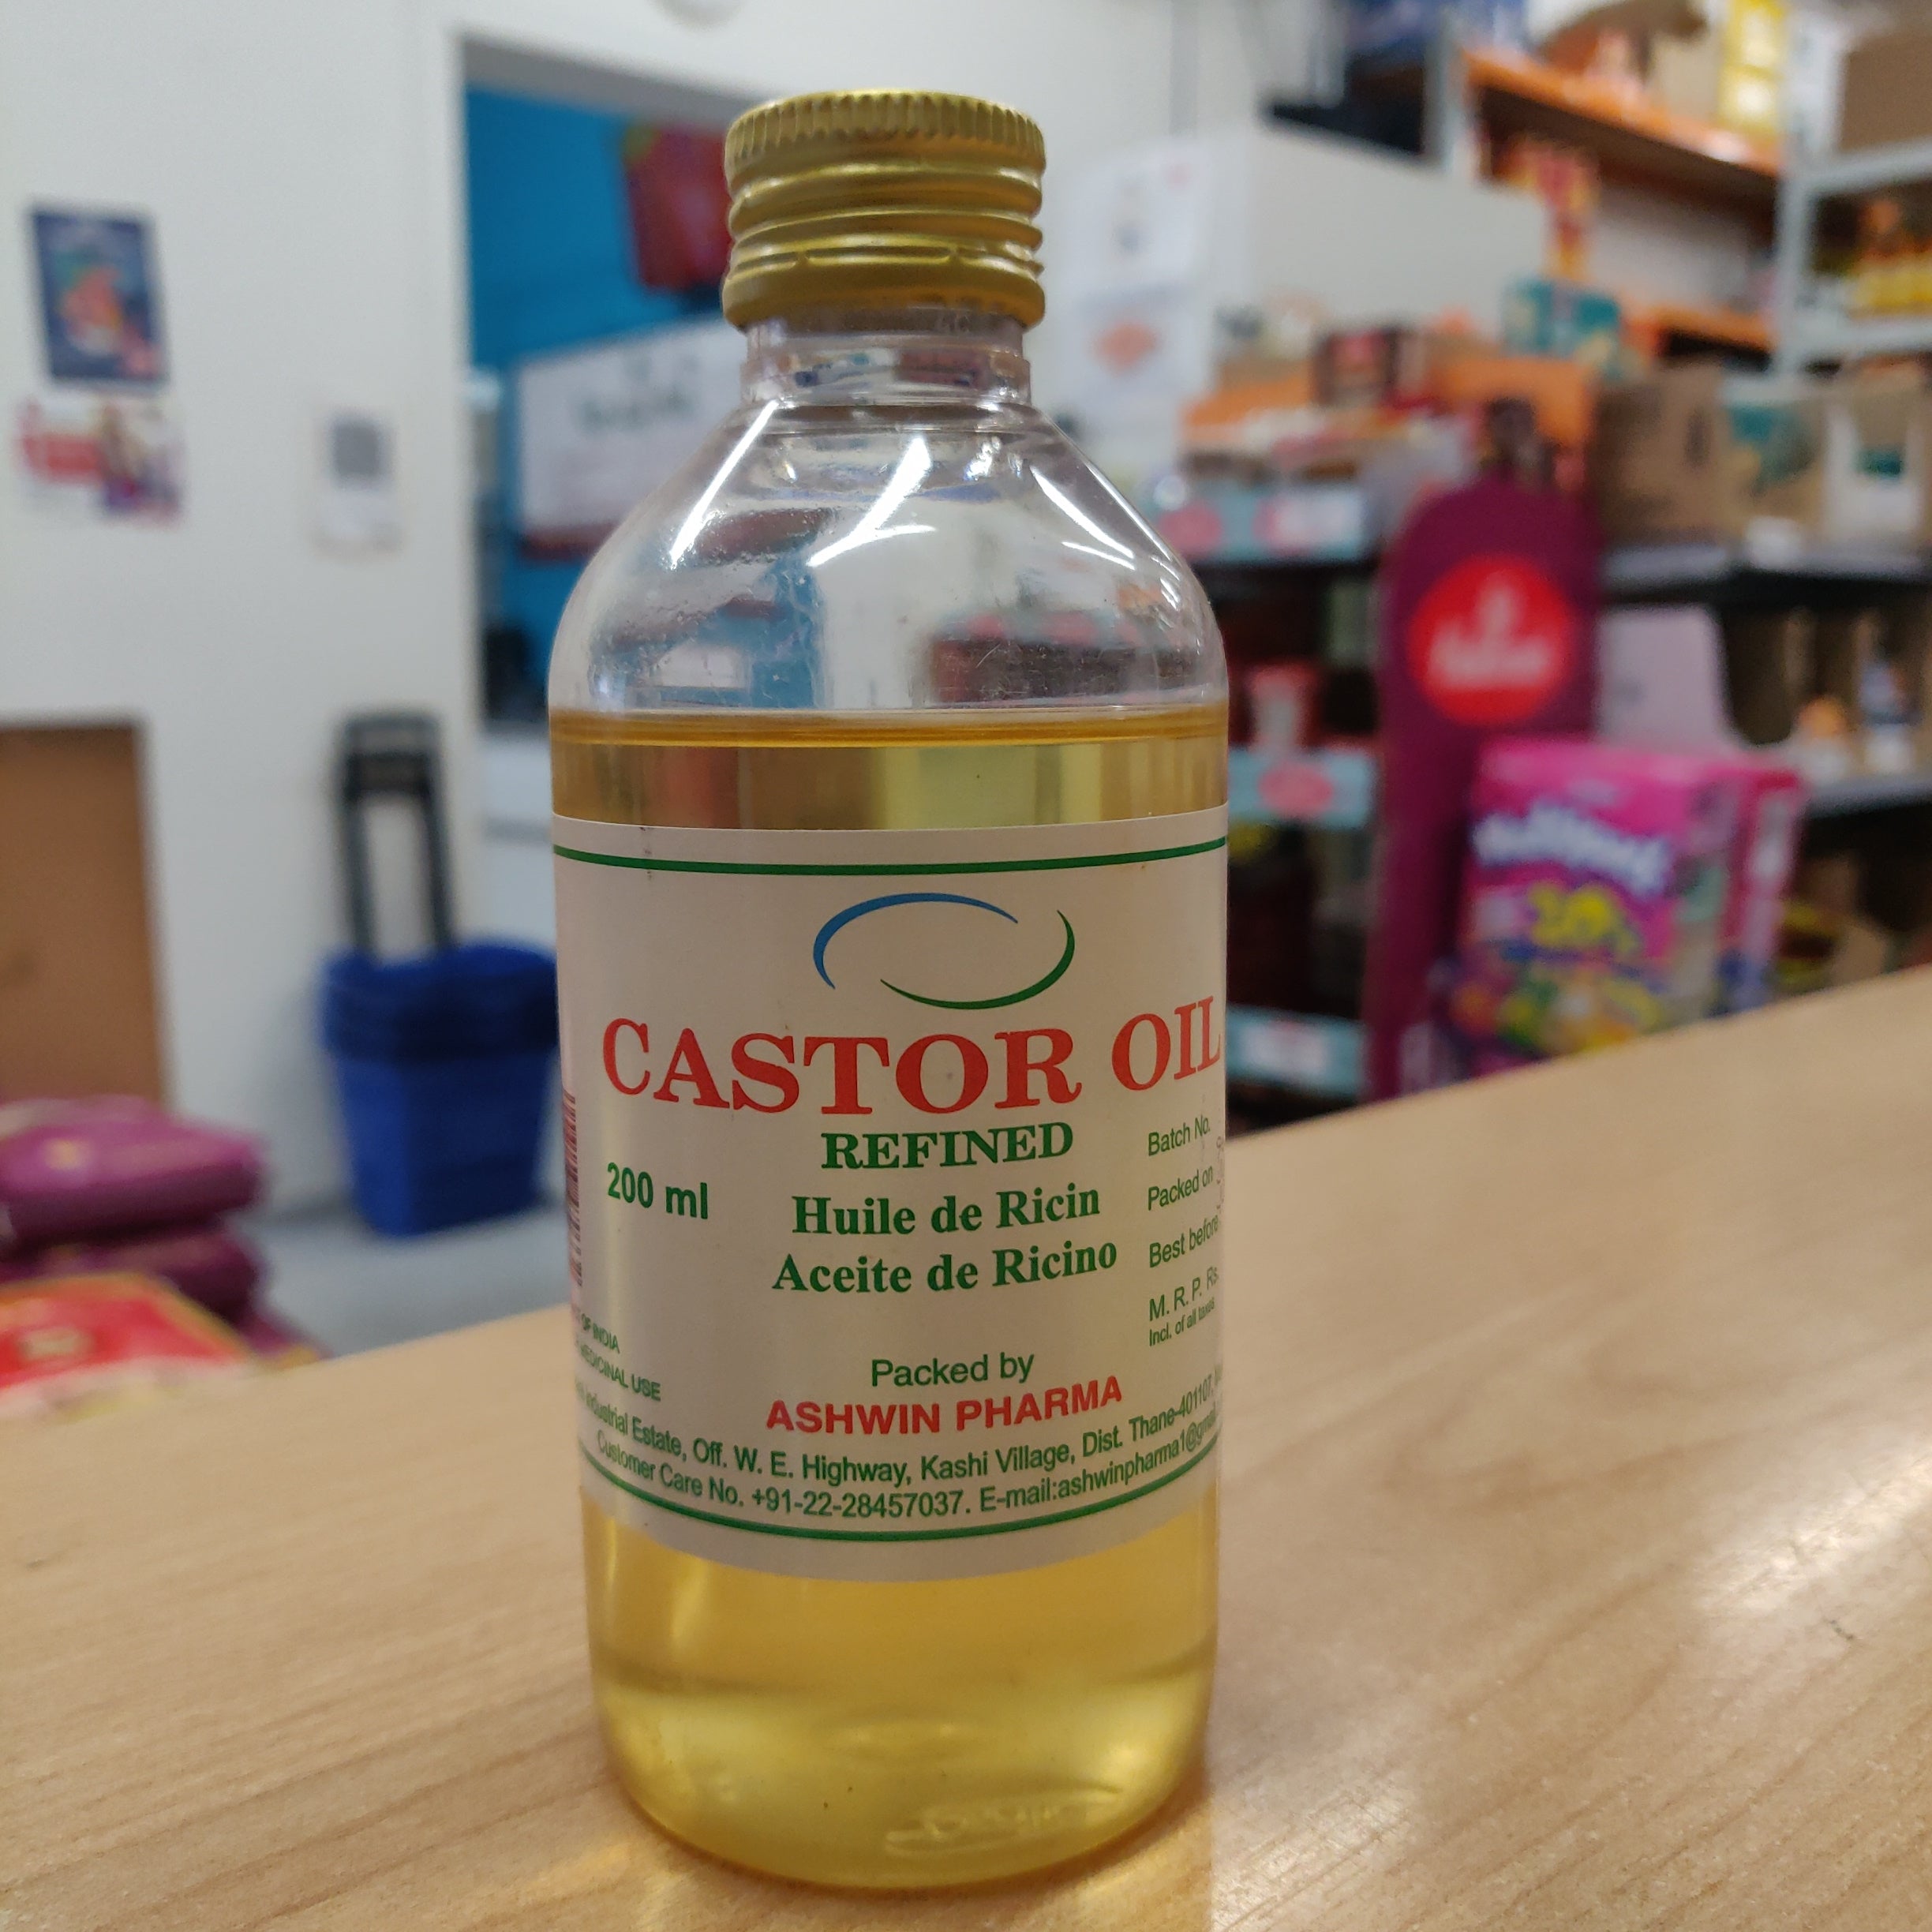 CASTOR OIL
REFINED
200 ml
Huile de Ricin
Aceite de Ricino
Batch No.
Packed on
Best before
M. R. P. Rs.
Incl. of all taxes
OF INDIA
MEDICINAL USE
Packed by
ASHWIN PHARMA
Industrial Estate, Off. W. E. Highway, Kashi Village, Dist. Thane-401107,
Customer Care No. +91-22-28457037. E-mail:ashwinpharma1@gmail